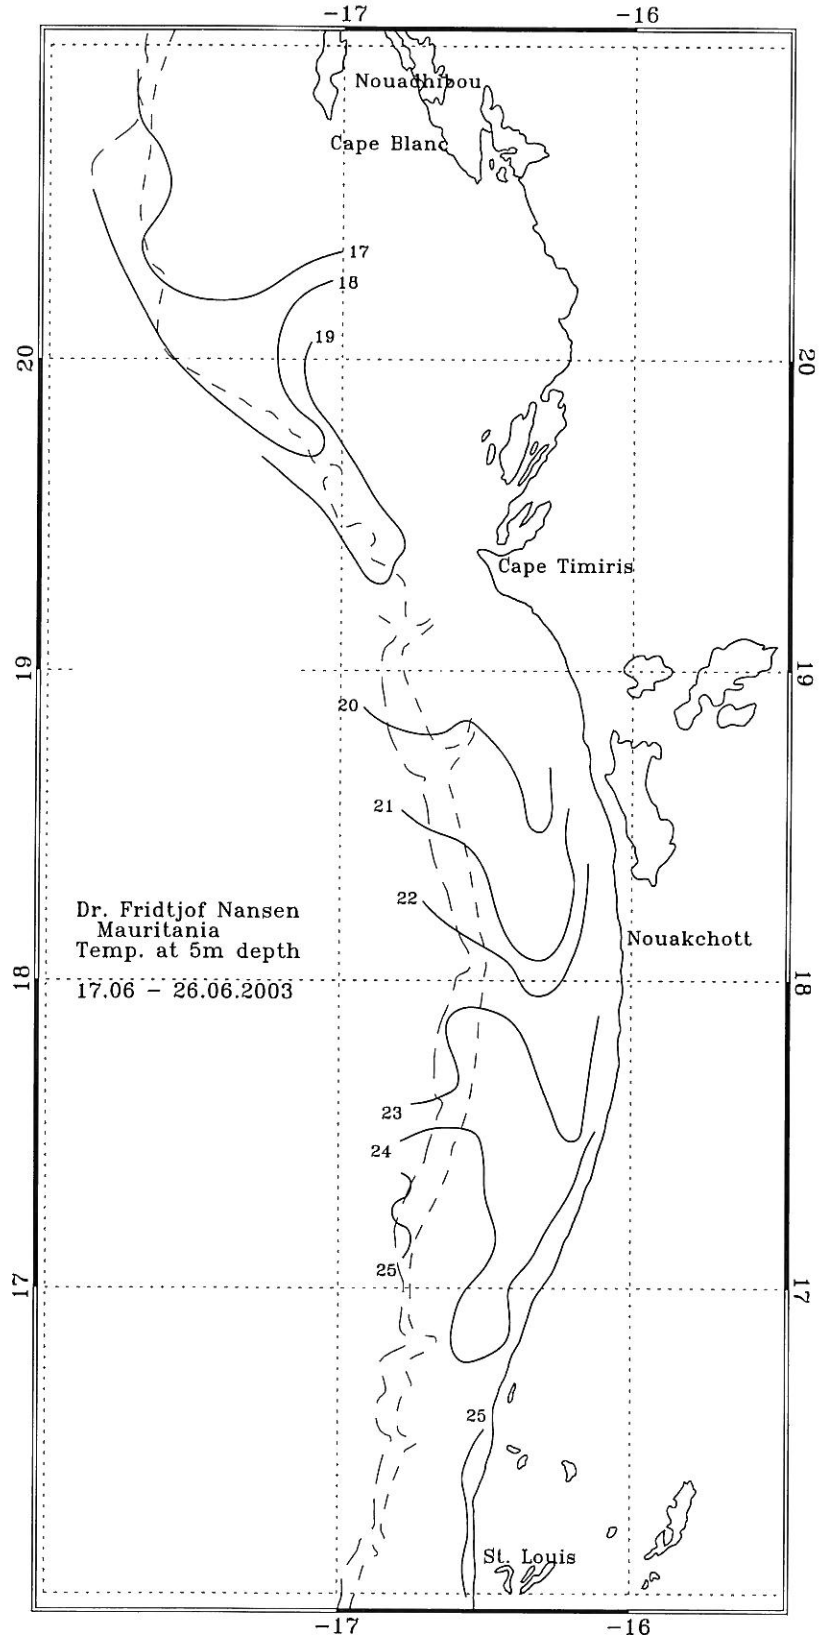 -17 -16
Nouadhibou
Cape Blanc
17
18
19
20 20
Cape Timiris
19 19
20
21
22
Dr. Fridtjof Nansen
Mauritania
Temp. at 5m depth
17.06 - 26.06.2003
Nouakchott
18 18
23
24
25
17 17
25
St. Louis
-17 -16